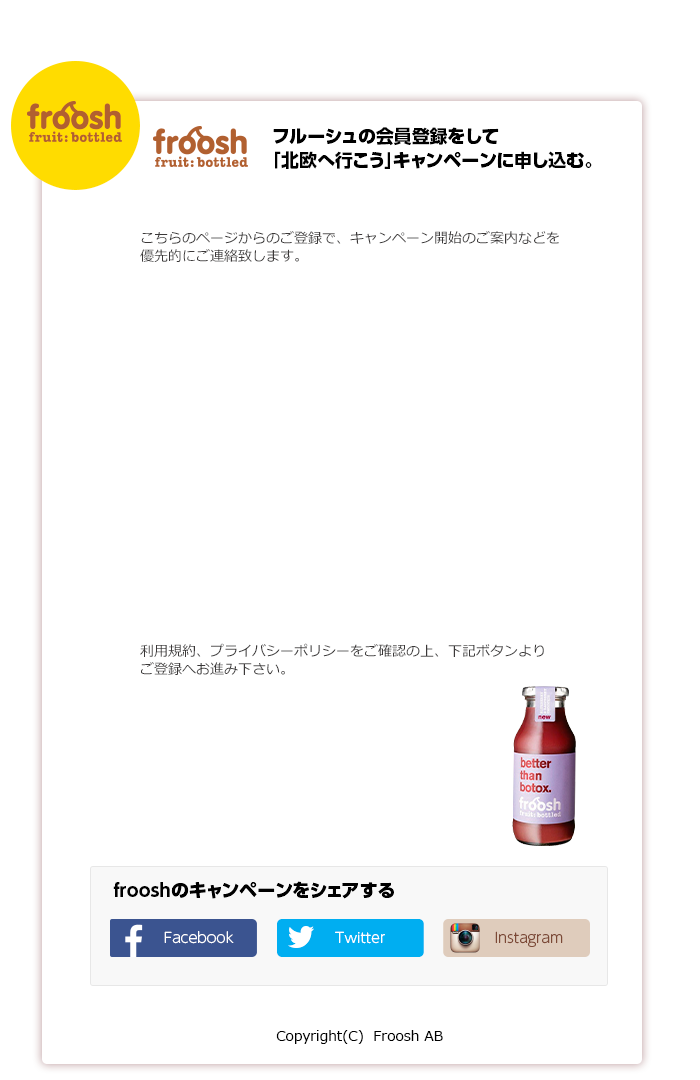 froosh
fruit: bottled
froosh
fruit: bottled
フルーシュの会員登録をして
「北欧へ行こう」キャンペーンに申し込む。
こちらのページからのご登録で、キャンペーン開始のご案内などを
優先的にご連絡致します。
利用規約、プライバシーポリシーをご確認の上、下記ボタンより
ご登録へお進み下さい。
new
better
than
botox.
froosh
fruit: bottled
frooshのキャンペーンをシェアする
Facebook
Twitter
Instagram
Copyright(C) Froosh AB